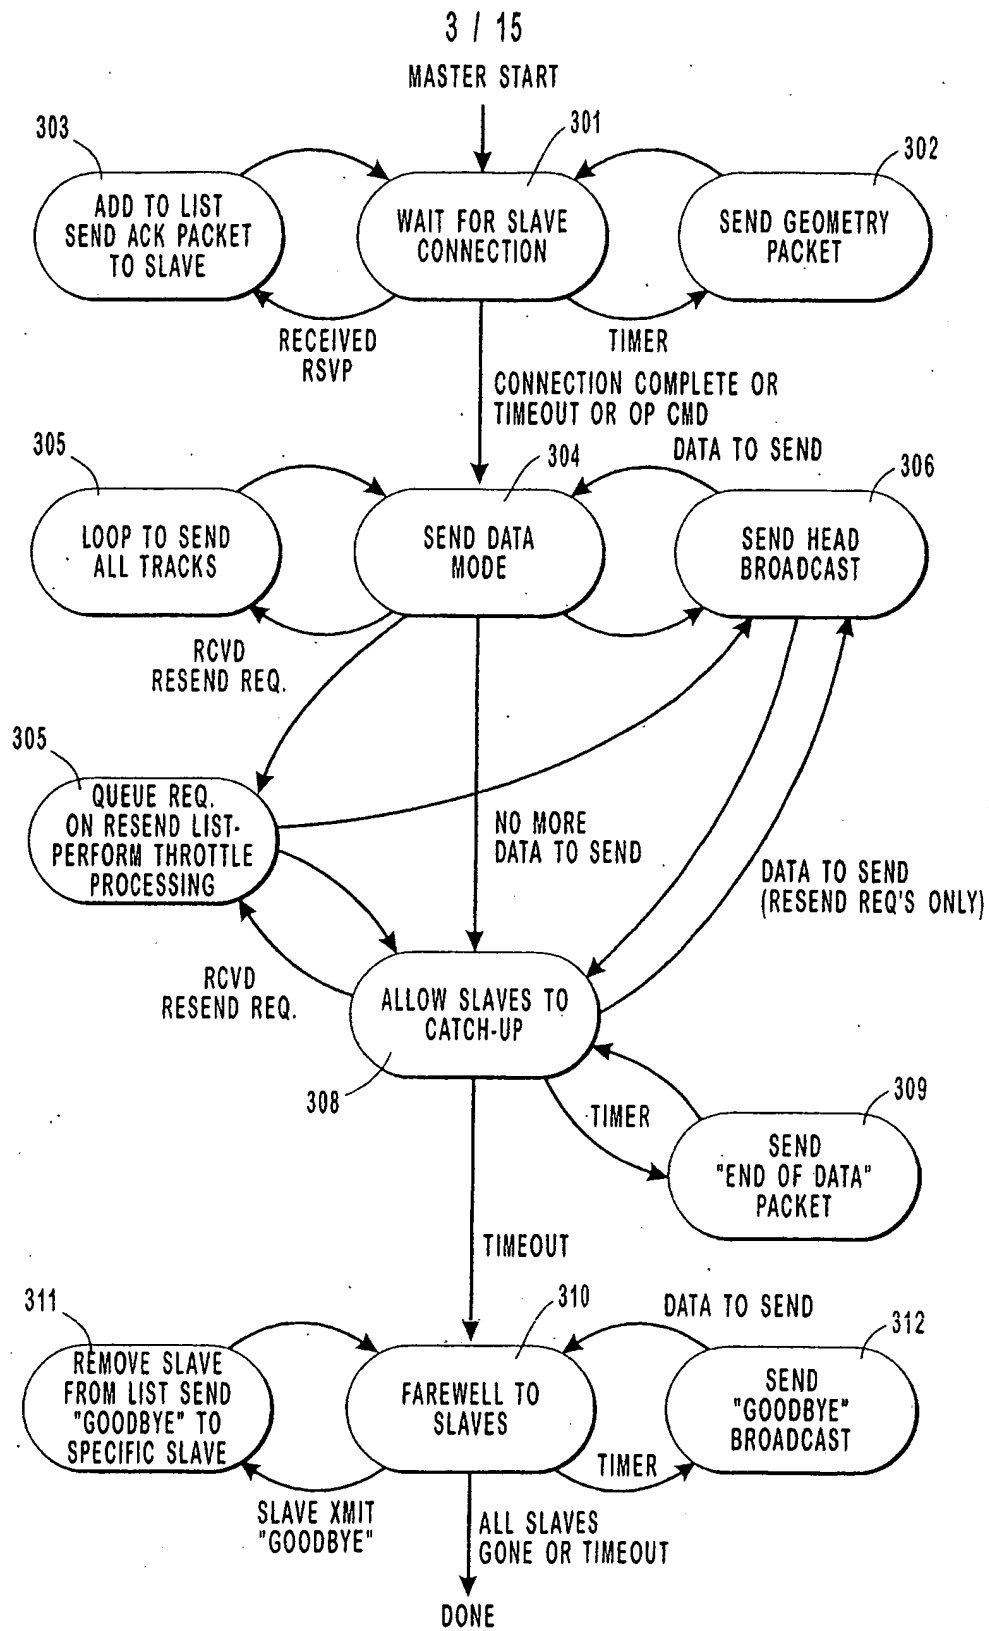 3 / 15
MASTER START
303
301
302
ADD TO LIST
SEND ACK PACKET
TO SLAVE
WAIT FOR SLAVE
CONNECTION
SEND GEOMETRY
PACKET
RECEIVED
RSVP
TIMER
CONNECTION COMPLETE OR
TIMEOUT OR OP CMD
305
304
DATA TO SEND
306
LOOP TO SEND
ALL TRACKS
SEND DATA
MODE
SEND HEAD
BROADCAST
RCVD
RESEND REQ.
305
QUEUE REQ.
ON RESEND LIST-
PERFORM THROTTLE
PROCESSING
NO MORE
DATA TO SEND
DATA TO SEND
(RESEND REQ'S ONLY)
RCVD
RESEND REQ.
ALLOW SLAVES TO
CATCH-UP
308
309
TIMER
SEND
"END OF DATA"
PACKET
TIMEOUT
311
310
DATA TO SEND
312
REMOVE SLAVE
FROM LIST SEND
"GOODBYE" TO
SPECIFIC SLAVE
FAREWELL TO
SLAVES
SEND
"GOODBYE"
BROADCAST
TIMER
SLAVE XMIT
"GOODBYE"
ALL SLAVES
GONE OR TIMEOUT
DONE